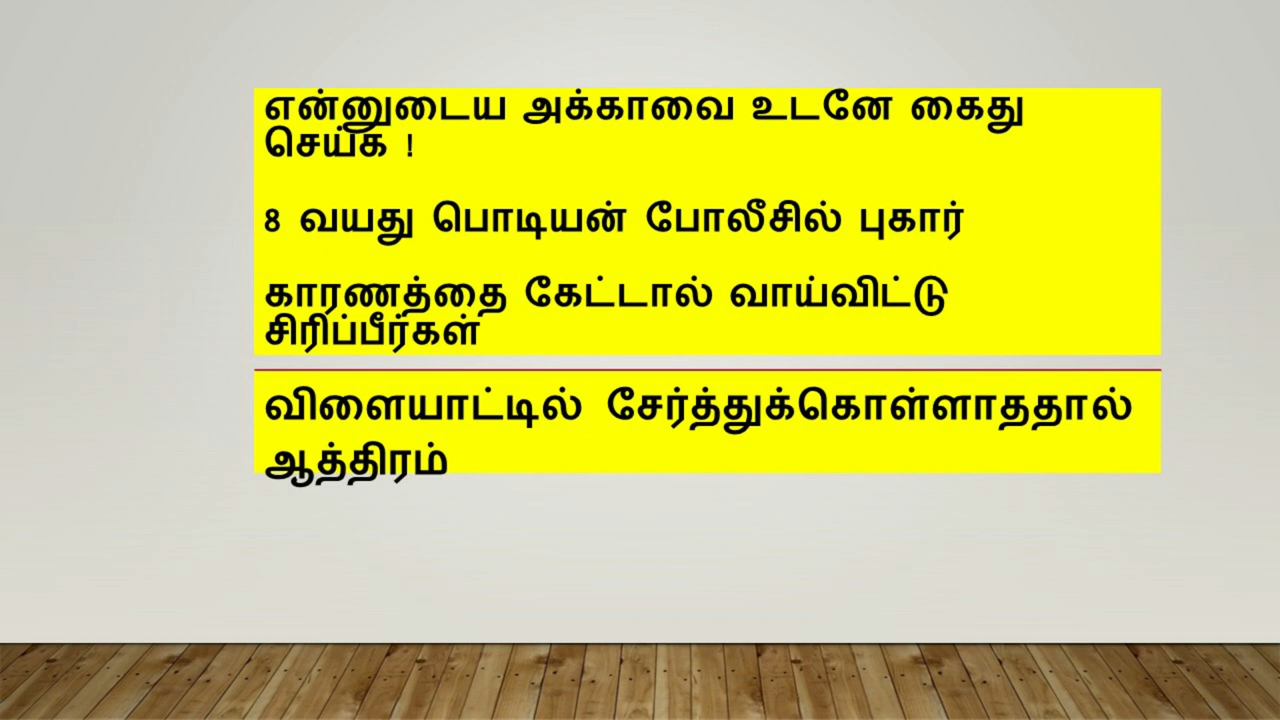 என்னுடைய அக்காவை உடனே கைது
செய்க !
8 வயது பொடியன் போலீசில் புகார்
காரணத்தை கேட்டால் வாய்விட்டு
சிரிப்பீர்கள்
விளையாட்டில் சேர்த்துக்கொள்ளாததால்
ஆத்திரம்